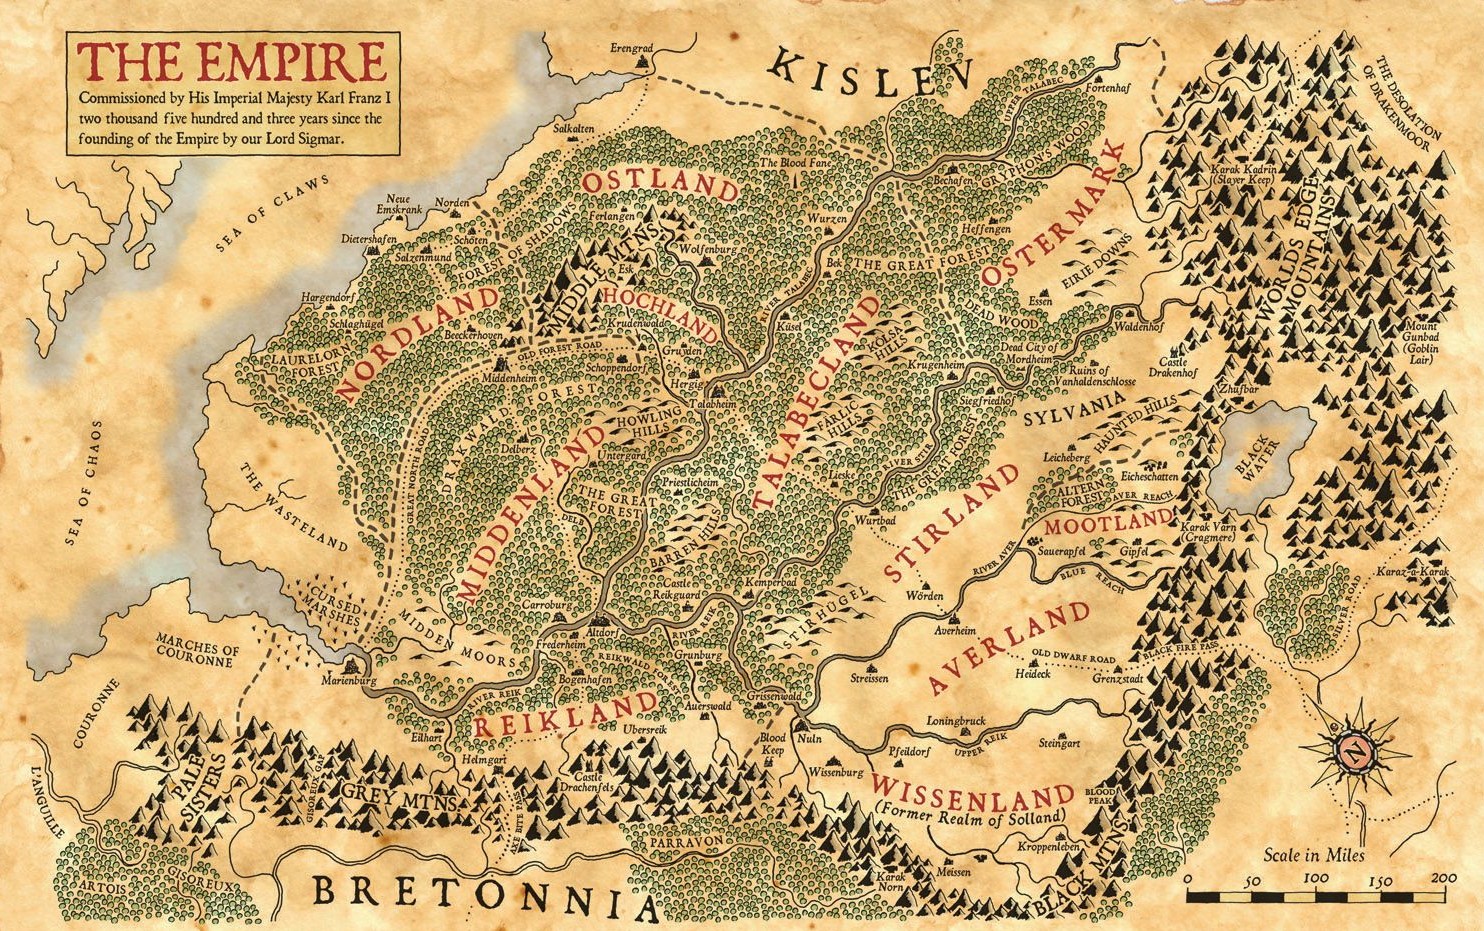 THE EMPIRE
Commissioned by His Imperial Majesty Karl Franz I
two thousand five hundred and three years since the
founding of the Empire by our Lord Sigmar.
Erengrad
KISLEV
THE DESOLATION
OF DRAKENMOOR
Salkalten
UPPER TALABEC
Fortenhaf
SEA OF CLAWS
OSTLAND
The Blood Fane
Bechafen
GRYPHON'S WOOD
Karak Kadrin
(Slayer Keep)
Neue
Emskrank
Norden
Ferlangen
Wurzen
OSTERMARK
Dietershafen
Schoten
Salzenmund
FOREST OF SHADOWS
MIDDLE MTNS
Wolfenburg
Heffengen
THE GREAT FOREST
EIRIE DOWNS
WORLDS EDGE
MOUNTAINS
Esk
Bek
RIVER TALABEC
Hargendorf
NORDLAND
HOCHLAND
Essen
Schlaghügel
Beeckerhoven
Krudenwald
Küsel
KÖLSA
HILLS
DEAD WOOD
Waldenhof
Mount
Gunbad
(Goblin
Lair)
LAURELORN
FOREST
OLD FOREST ROAD
Gruyden
Dead City of
Mordheim
Middenheim
Schoppendorf
Krugenheim
Ruins of
Vanhaldenschlosse
Castle
Drakenhof
Hergig
Talabheim
Siegfriedhof
Zhufbar
DRAKWALD FOREST
HOWLING
HILLS
TALABECLAND
FARLIC
HILLS
SYLVANIA
HAUNTED HILLS
SEA OF CHAOS
GREAT NORTH ROAD
Delberz
Untergard
RIVER STIR
THE GREAT FOREST
Leicheberg
BLACK
WATER
THE WASTELAND
MIDDENLAND
THE GREAT
FOREST
Priestlicheim
Lieske
Eicheschatten
ALTERN
FOREST
AVER REACH
DELB
BARREN HILLS
Wurtbad
STIRLAND
MOOTLAND
Karak Varn
(Cragmere)
Sauerapfel
Gipfel
RIVER AVER
BLUE REACH
Karaz-a-Karak
CURSED
MARSHES
Castle
Reikguard
Kemperbad
Wörden
SILVER ROAD
Carroburg
Altdorf
TIRHÜGEL
MIDDEN MOORS
RIVER REIK
Averheim
MARCHES OF
COURONNE
Frederheim
REIKWALD FOREST
Grunburg
AVERLAND
OLD DWARF ROAD
BLACK FIRE PASS
Marienburg
Bogenhafen
Streissen
Heideck
Grenzstadt
COURONNE
RIVER REIK
REIKLAND
Auerswald
Grissenwald
Eilhart
Ubersreik
Blood
Keep
Nuln
Loningbruck
UPPER REIK
Steingart
Pfeildorf
N
Helmgart
Wissenburg
L'ANGUILLE
PALE
SISTERS
GISOREUX GAP
GREY MTNS
Castle
Drachenfels
WISSENLAND
(Former Realm of Solland)
BLOOD
PEAK
AXE BITE PASS
PARRAVON
Kroppenleben
Scale in Miles
0 50 100 150 200
ARTOIS
GISOREUX
BRETONNIA
Karak
Norn
Meissen
BLACK MTNS